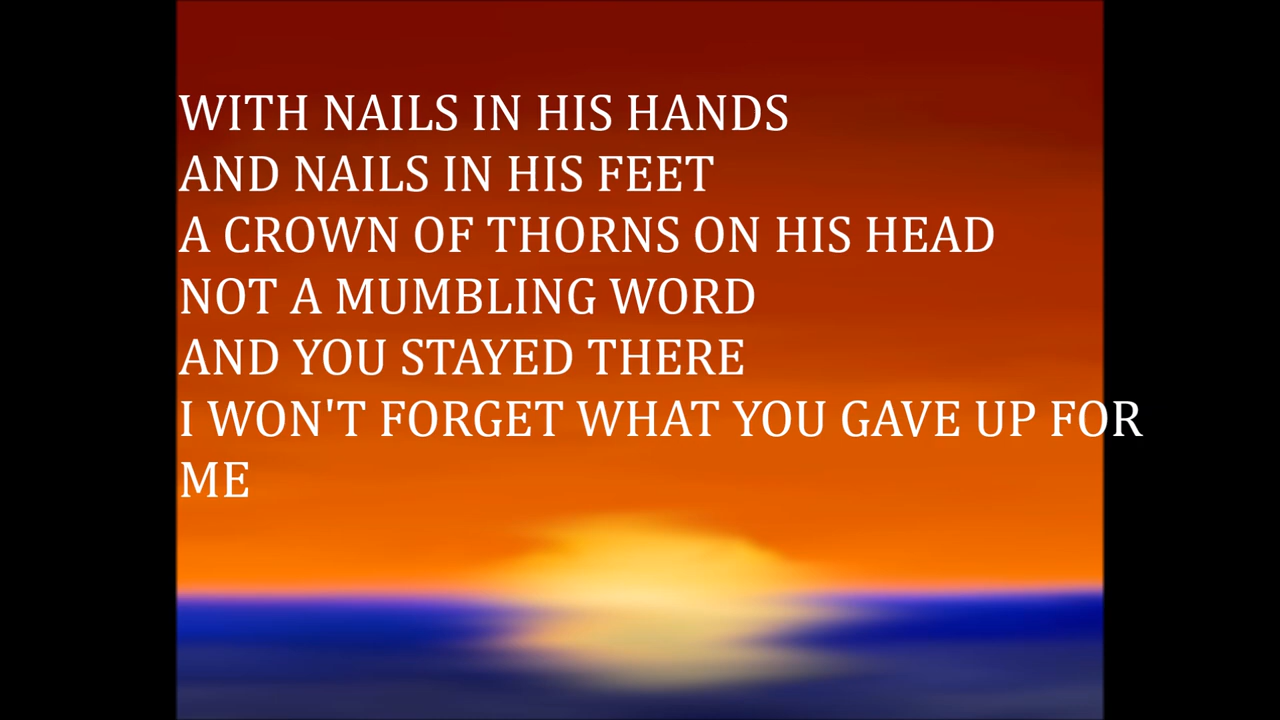 WITH NAILS IN HIS HANDS
AND NAILS IN HIS FEET
A CROWN OF THORNS ON HIS HEAD
NOT A MUMBLING WORD
AND YOU STAYED THERE
I WON'T FORGET WHAT YOU GAVE UP FOR
ME